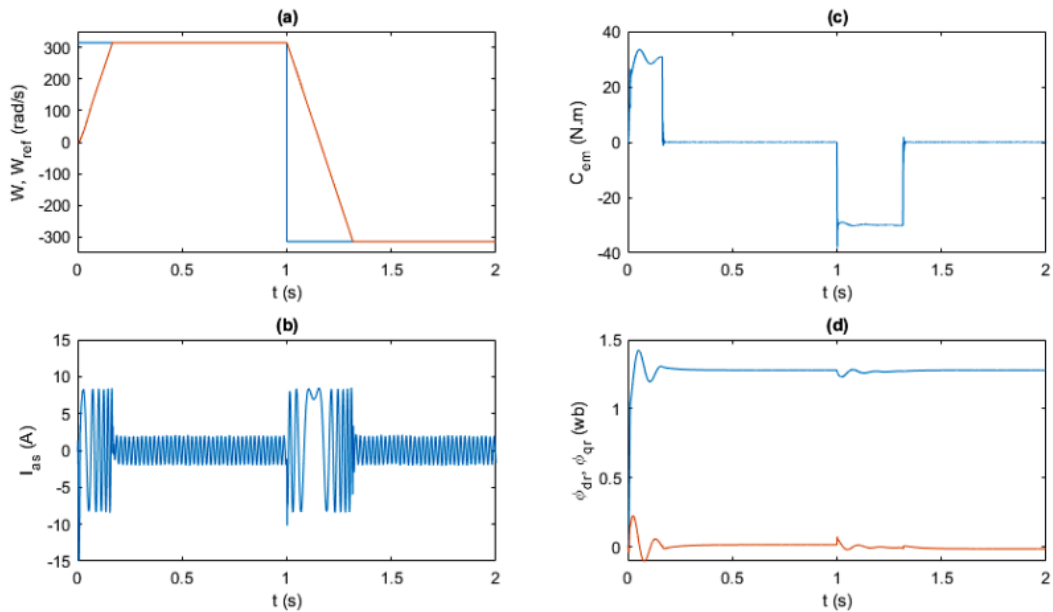 (a)
W, W_ref (rad/s)
300
200
100
0
-100
-200
-300
0 0.5 1 1.5 2
t (s)
(c)
C_em (N.m)
40
20
0
-20
-40
0 0.5 1 1.5 2
t (s)
(b)
I_as (A)
15
10
5
0
-5
-10
-15
0 0.5 1 1.5 2
t (s)
(d)
ϕ_dr, ϕ_qr (wb)
1.5
1
0.5
0
0 0.5 1 1.5 2
t (s)